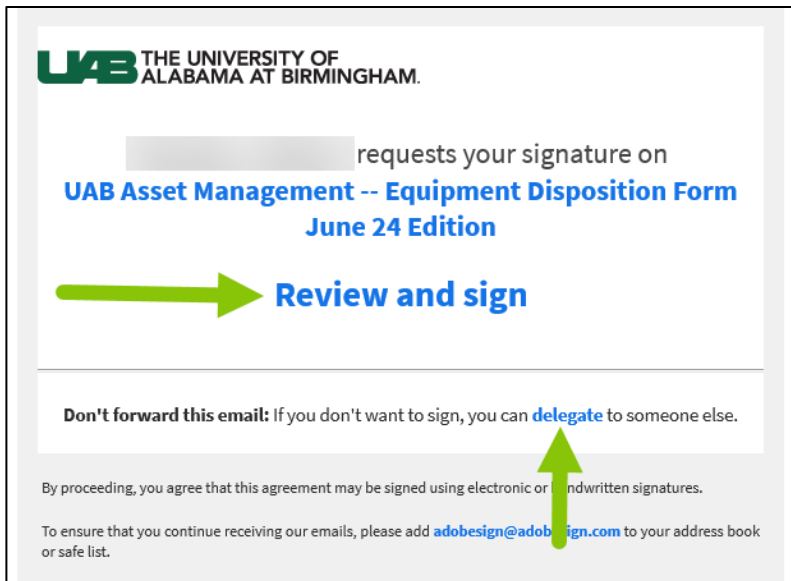 UAB THE UNIVERSITY OF
ALABAMA AT BIRMINGHAM.
requests your signature on
UAB Asset Management -- Equipment Disposition Form
June 24 Edition
Review and sign
Don't forward this email: If you don't want to sign, you can delegate to someone else.
By proceeding, you agree that this agreement may be signed using electronic or handwritten signatures.
To ensure that you continue receiving our emails, please add adobesign@adobesign.com to your address book
or safe list.